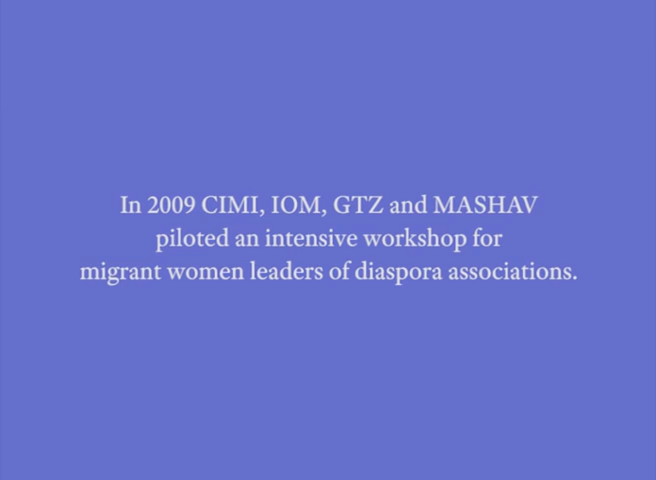 In 2009 CIMI, IOM, GTZ and MASHAV
piloted an intensive workshop for
migrant women leaders of diaspora associations.